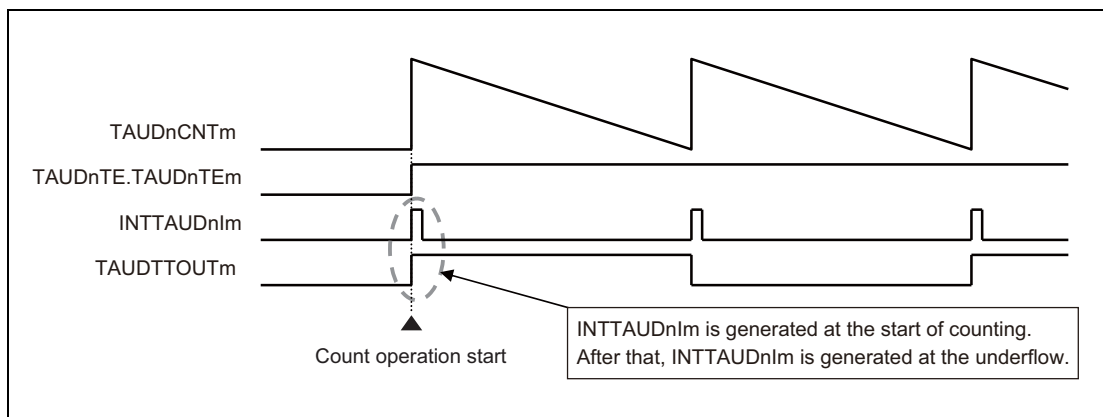 TAUDnCNTm
TAUDnTE.TAUDnTEm
INTTAUDnIm
TAUDTTOUTm
Count operation start
INTTAUDnIm is generated at the start of counting.
After that, INTTAUDnIm is generated at the underflow.